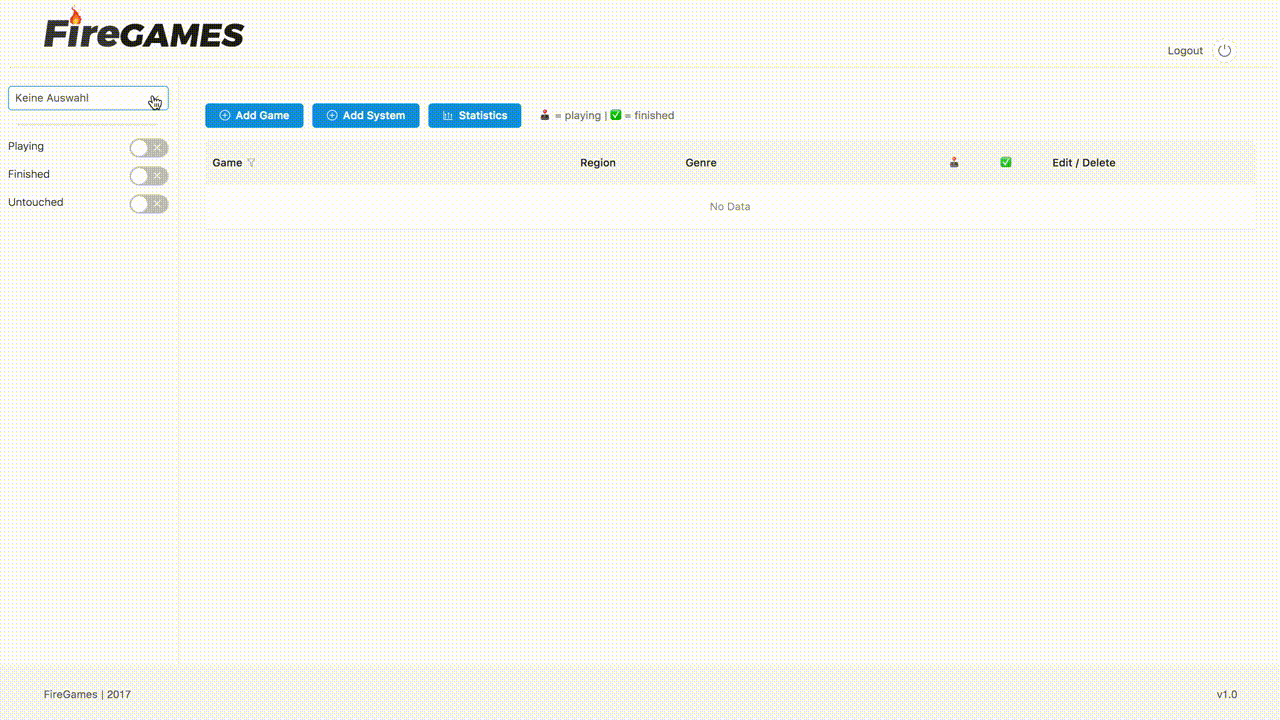 FireGAMES
Logout
Keine Auswahl
Add Game Add System Statistics = playing | ✅ = finished
Playing
Finished
Untouched
Game Region Genre ✅ Edit / Delete
No Data
FireGames | 2017
v1.0